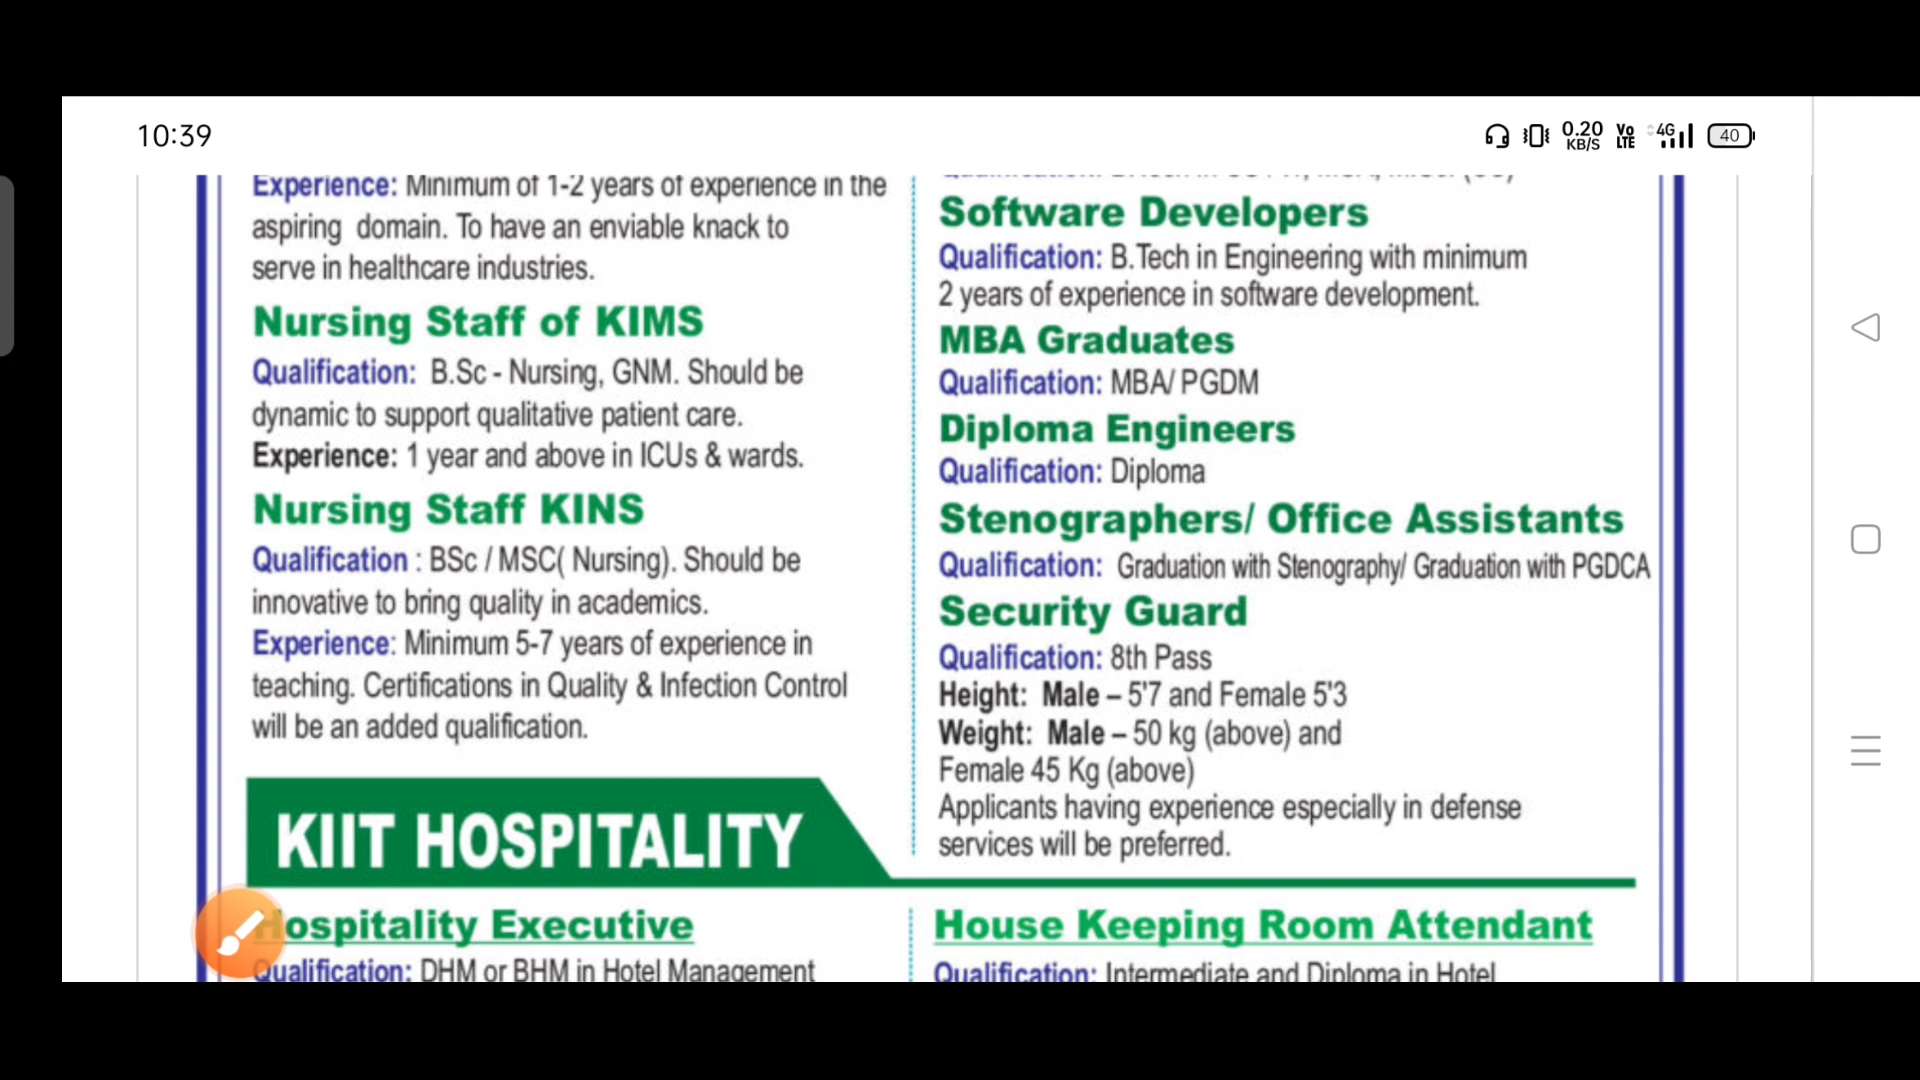 10:39
0.20
KB/S
Vo
LTE
4G
40
Experience: Minimum of 1-2 years of experience in the
aspiring domain. To have an enviable knack to
serve in healthcare industries.
Nursing Staff of KIMS
Qualification: B.Sc - Nursing, GNM. Should be
dynamic to support qualitative patient care.
Experience: 1 year and above in ICUs & wards.
Nursing Staff KINS
Qualification : BSc / MSC( Nursing). Should be
innovative to bring quality in academics.
Experience: Minimum 5-7 years of experience in
teaching. Certifications in Quality & Infection Control
will be an added qualification.
Software Developers
Qualification: B.Tech in Engineering with minimum
2 years of experience in software development.
MBA Graduates
Qualification: MBA/ PGDM
Diploma Engineers
Qualification: Diploma
Stenographers/ Office Assistants
Qualification: Graduation with Stenography/ Graduation with PGDCA
Security Guard
Qualification: 8th Pass
Height: Male – 5'7 and Female 5'3
Weight: Male – 50 kg (above) and
Female 45 Kg (above)
Applicants having experience especially in defense
services will be preferred.
KIIT HOSPITALITY
Hospitality Executive
Qualification: DHM or BHM in Hotel Management
House Keeping Room Attendant
Qualification: Intermediate and Diploma in Hotel